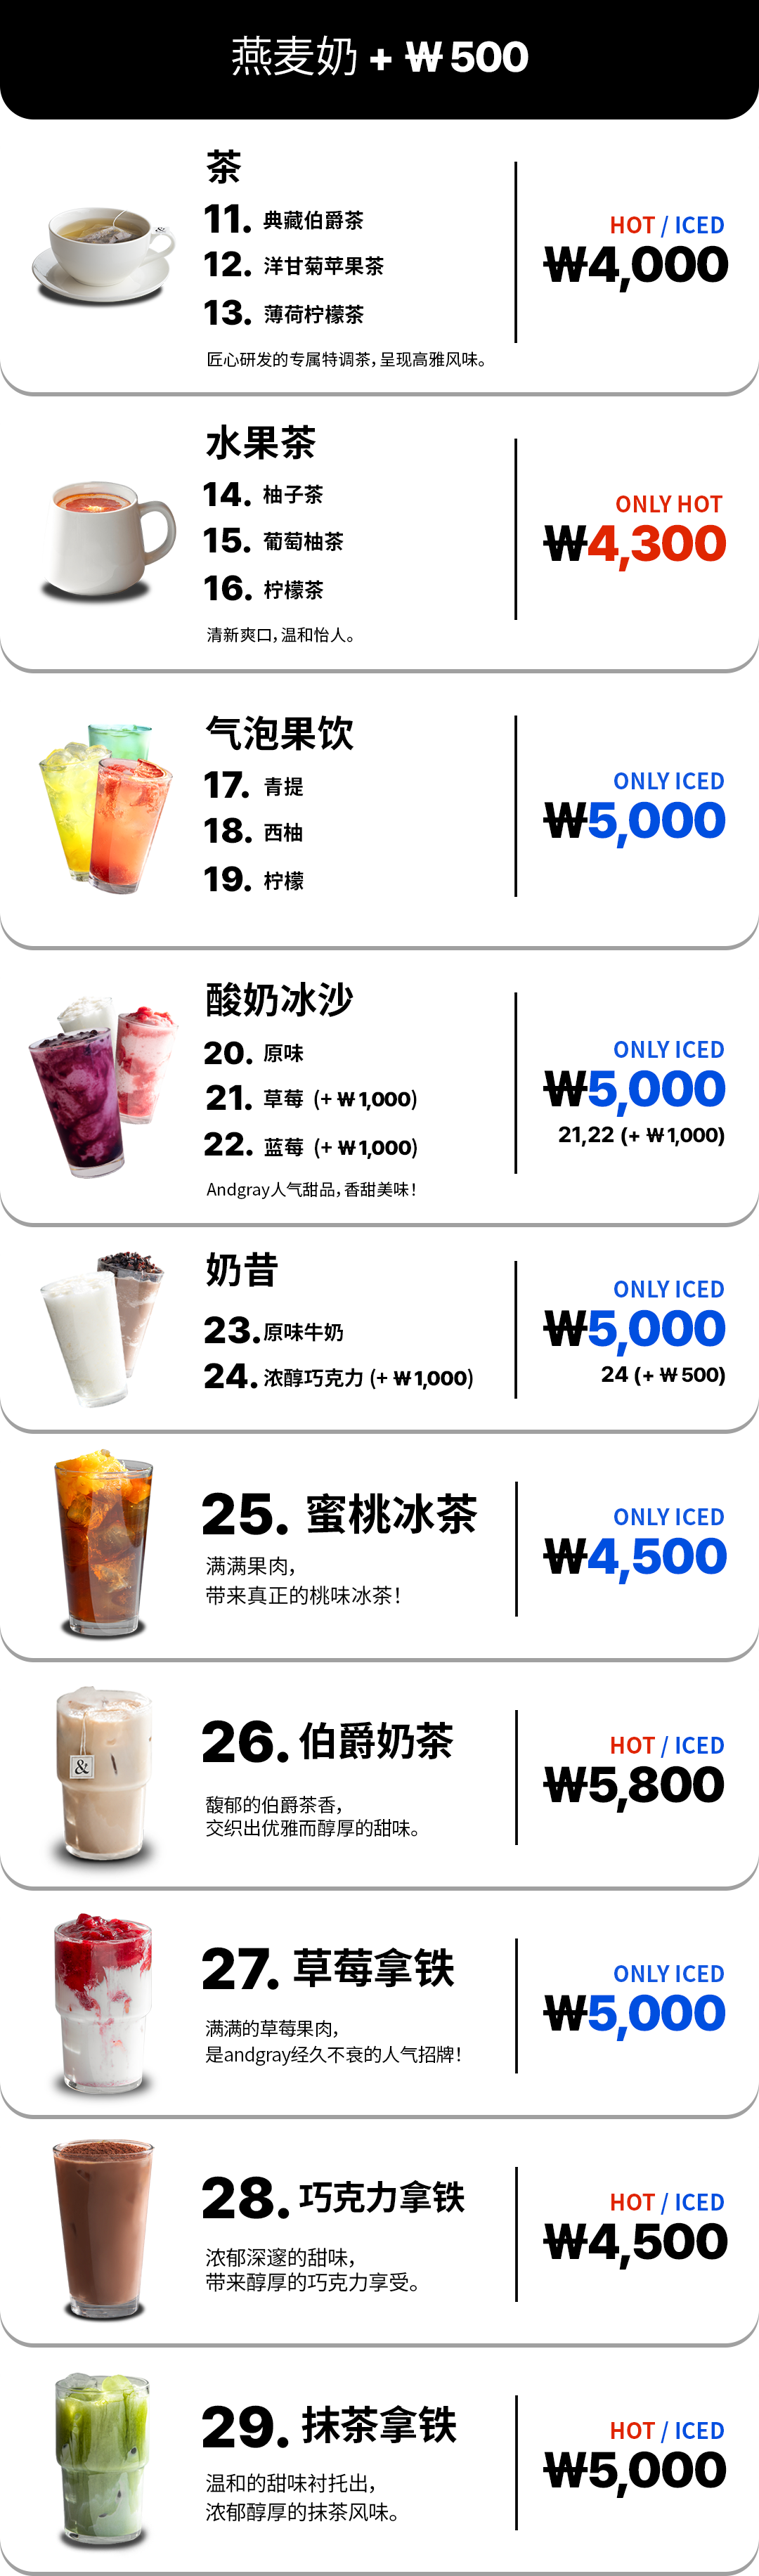 燕麦奶 + ₩ 500
茶
11. 典藏伯爵茶
12. 洋甘菊苹果茶
13. 薄荷柠檬茶
匠心研发的专属特调茶，呈现高雅风味。
HOT / ICED
₩4,000
水果茶
14. 柚子茶
15. 葡萄柚茶
16. 柠檬茶
清新爽口，温和怡人。
ONLY HOT
₩4,300
气泡果饮
17. 青提
18. 西柚
19. 柠檬
ONLY ICED
₩5,000
酸奶冰沙
20. 原味
21. 草莓 (+ ₩ 1,000)
22. 蓝莓 (+ ₩ 1,000)
Andgray人气甜品，香甜美味！
ONLY ICED
₩5,000
21,22 (+ ₩ 1,000)
奶昔
23. 原味牛奶
24. 浓醇巧克力 (+ ₩ 1,000)
ONLY ICED
₩5,000
24 (+ ₩ 500)
25. 蜜桃冰茶
满满果肉，
带来真正的桃味冰茶！
ONLY ICED
₩4,500
&
26. 伯爵奶茶
馥郁的伯爵茶香，
交织出优雅而醇厚的甜味。
HOT / ICED
₩5,800
27. 草莓拿铁
满满的草莓果肉，
是andgray经久不衰的人气招牌！
ONLY ICED
₩5,000
28. 巧克力拿铁
浓郁深邃的甜味，
带来醇厚的巧克力享受。
HOT / ICED
₩4,500
29. 抹茶拿铁
温和的甜味衬托出，
浓郁醇厚的抹茶风味。
HOT / ICED
₩5,000